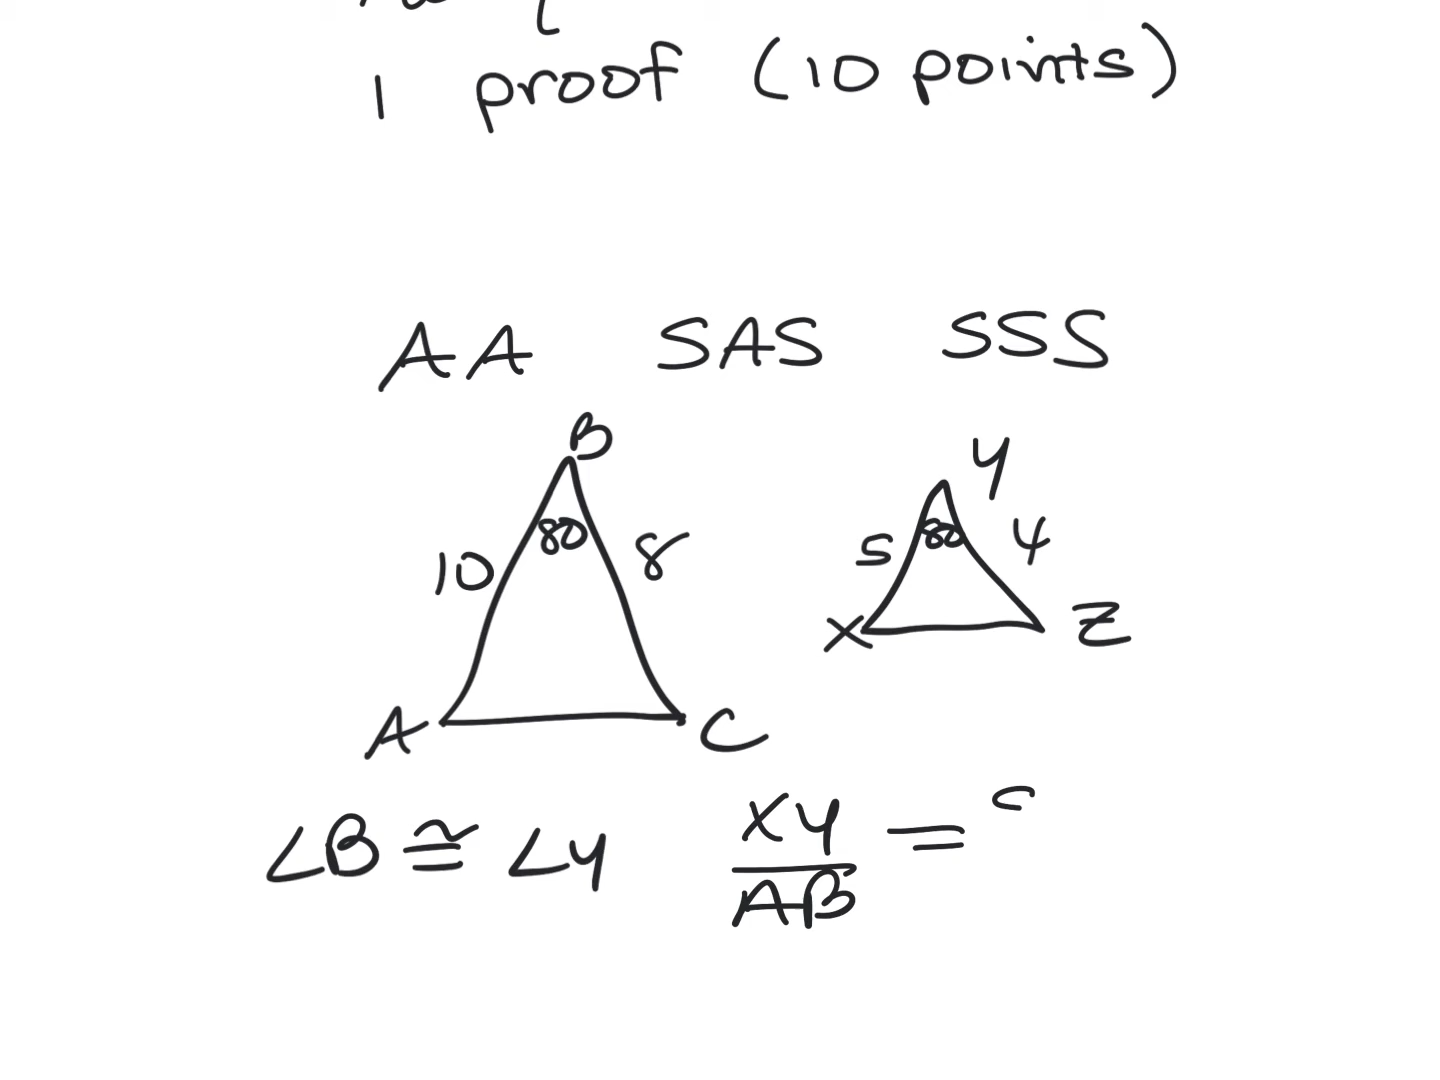 1 proof (10 points)
AA SAS SSS
B
Y
80
80
10
8
5
4
X
Z
A
C
∠B ≅ ∠Y XY/AB =